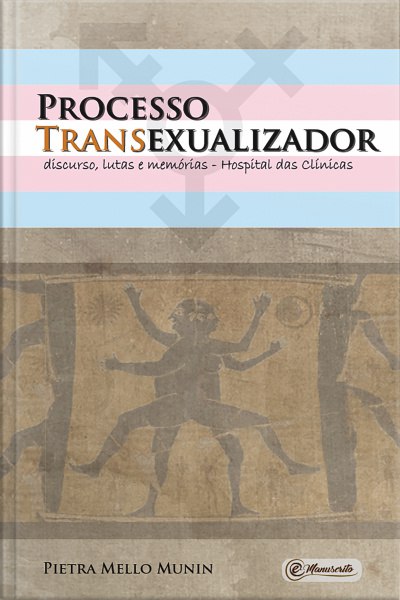 PROCESSO
TRANSEXUALIZADOR
discurso, lutas e memórias - Hospital das Clínicas
PIETRA MELLO MUNIN
e Manuscrito